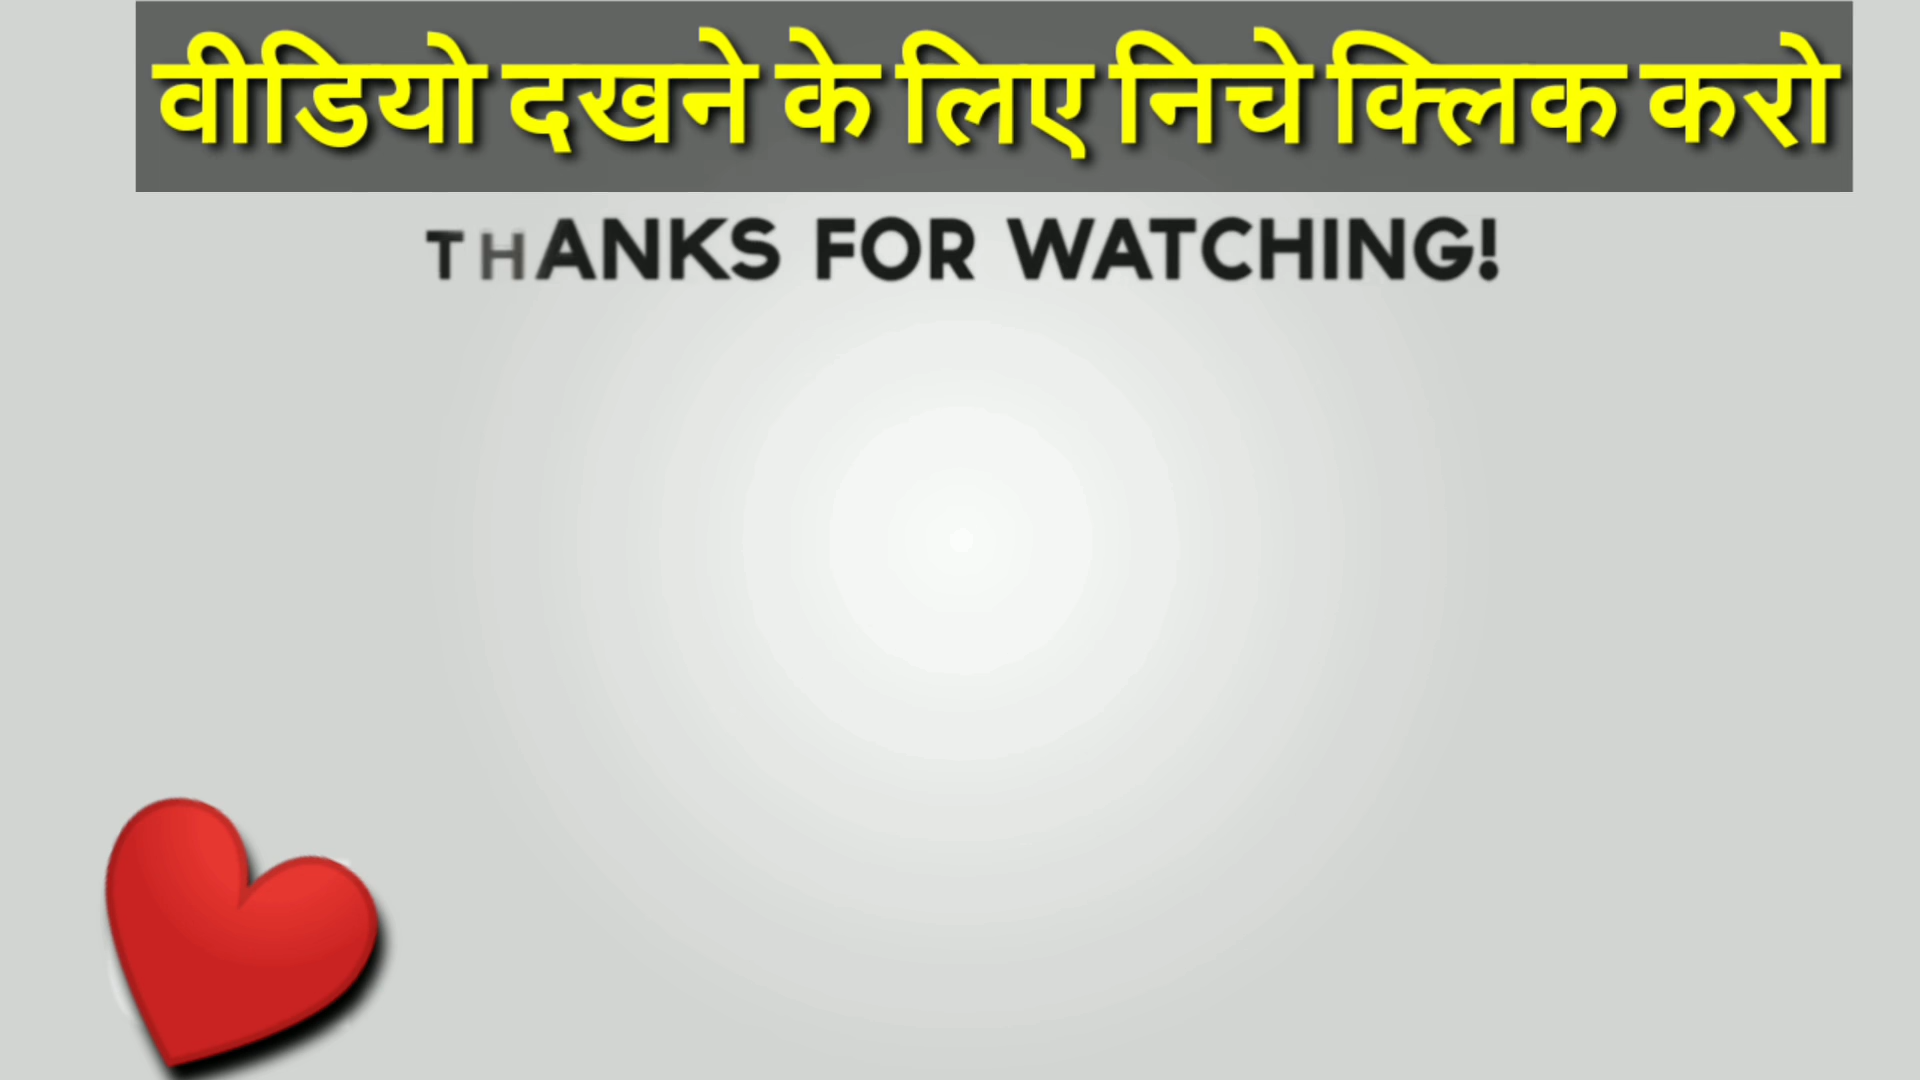 वीडियो दखने के लिए निचे क्लिक करो
THANKS FOR WATCHING!